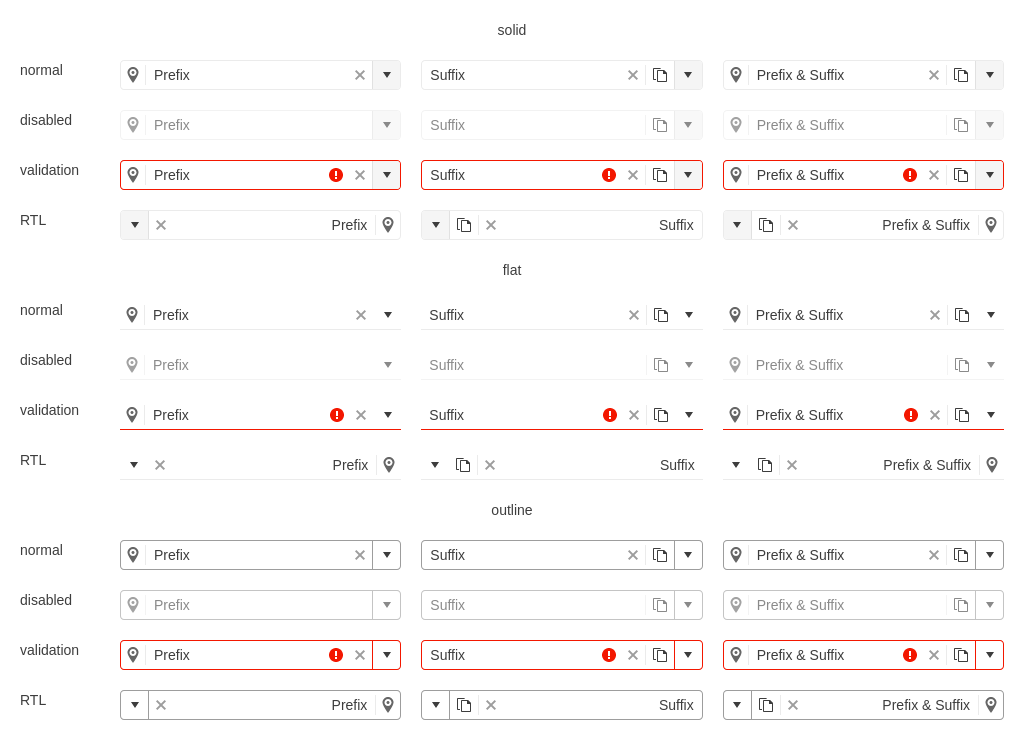 solid
normal Prefix Suffix Prefix & Suffix
disabled Prefix Suffix Prefix & Suffix
validation Prefix Suffix Prefix & Suffix
RTL Prefix Suffix Prefix & Suffix
flat
normal Prefix Suffix Prefix & Suffix
disabled Prefix Suffix Prefix & Suffix
validation Prefix Suffix Prefix & Suffix
RTL Prefix Suffix Prefix & Suffix
outline
normal Prefix Suffix Prefix & Suffix
disabled Prefix Suffix Prefix & Suffix
validation Prefix Suffix Prefix & Suffix
RTL Prefix Suffix Prefix & Suffix